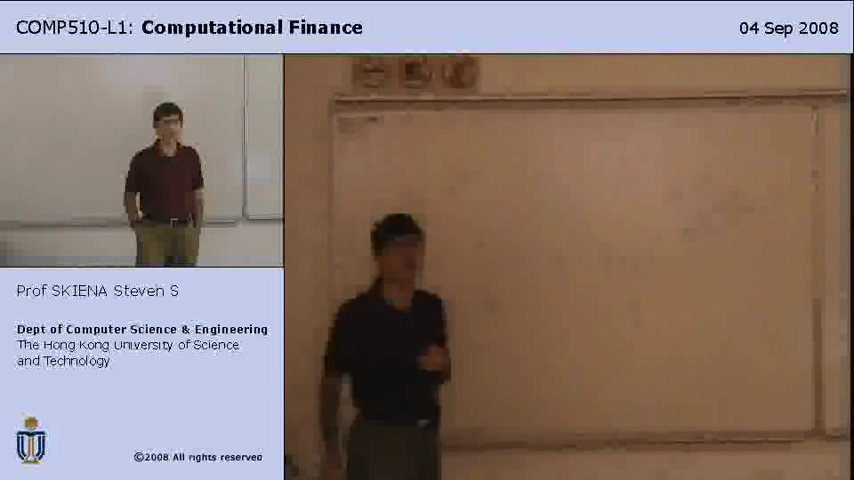 COMP510-L1: Computational Finance
04 Sep 2008
Prof SKIENA Steven S
Dept of Computer Science & Engineering
The Hong Kong University of Science
and Technology
©2008 All rights reserved